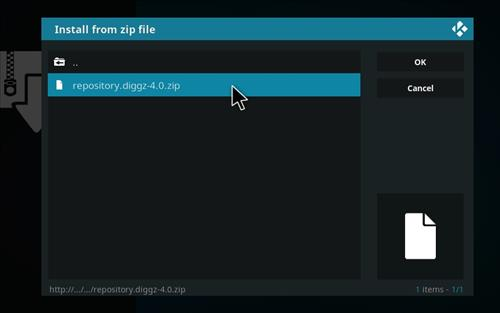 Install from zip file
..
repository.diggz-4.0.zip
OK
Cancel
http://.../.../repository.diggz-4.0.zip
1 items - 1/1